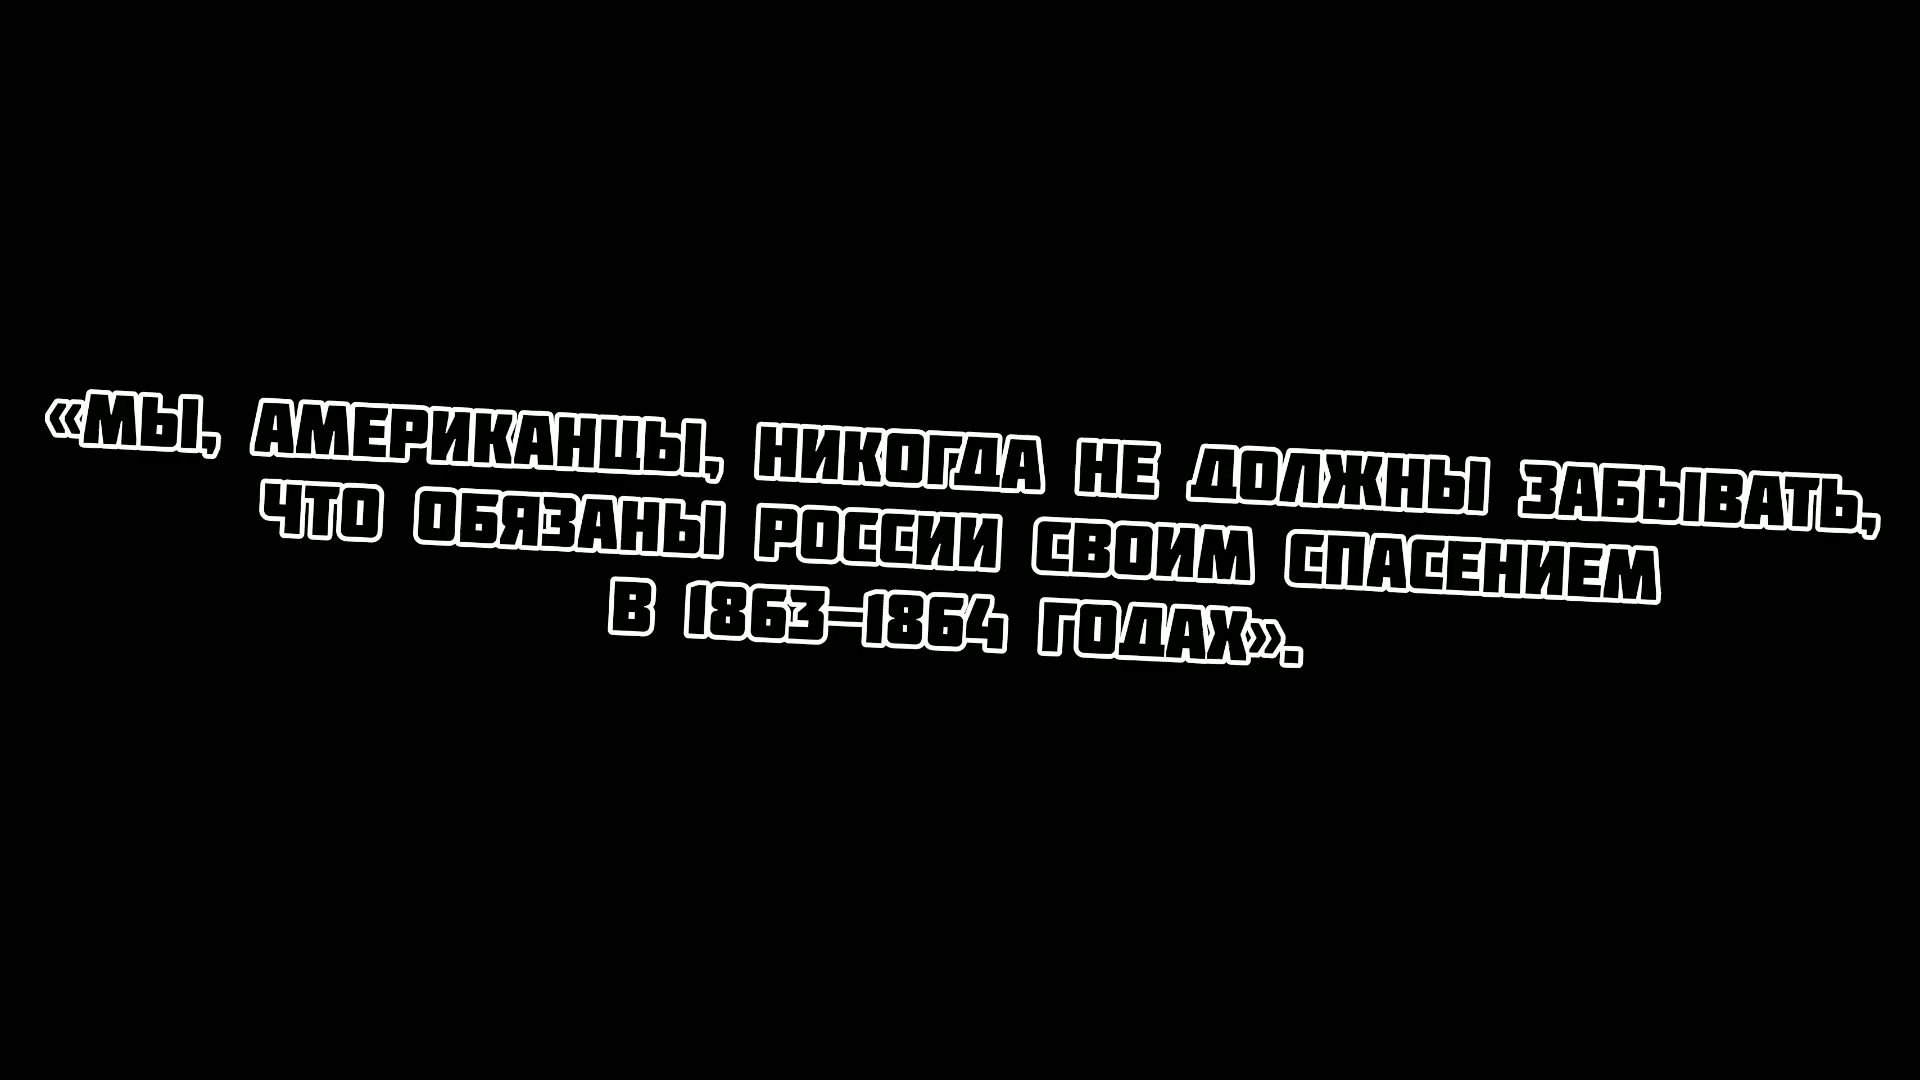 «МЫ, АМЕРИКАНЦЫ, НИКОГДА НЕ ДОЛЖНЫ ЗАБЫВАТЬ,
ЧТО ОБЯЗАНЫ РОССИИ СВОИМ СПАСЕНИЕМ
В 1863–1864 ГОДАХ».